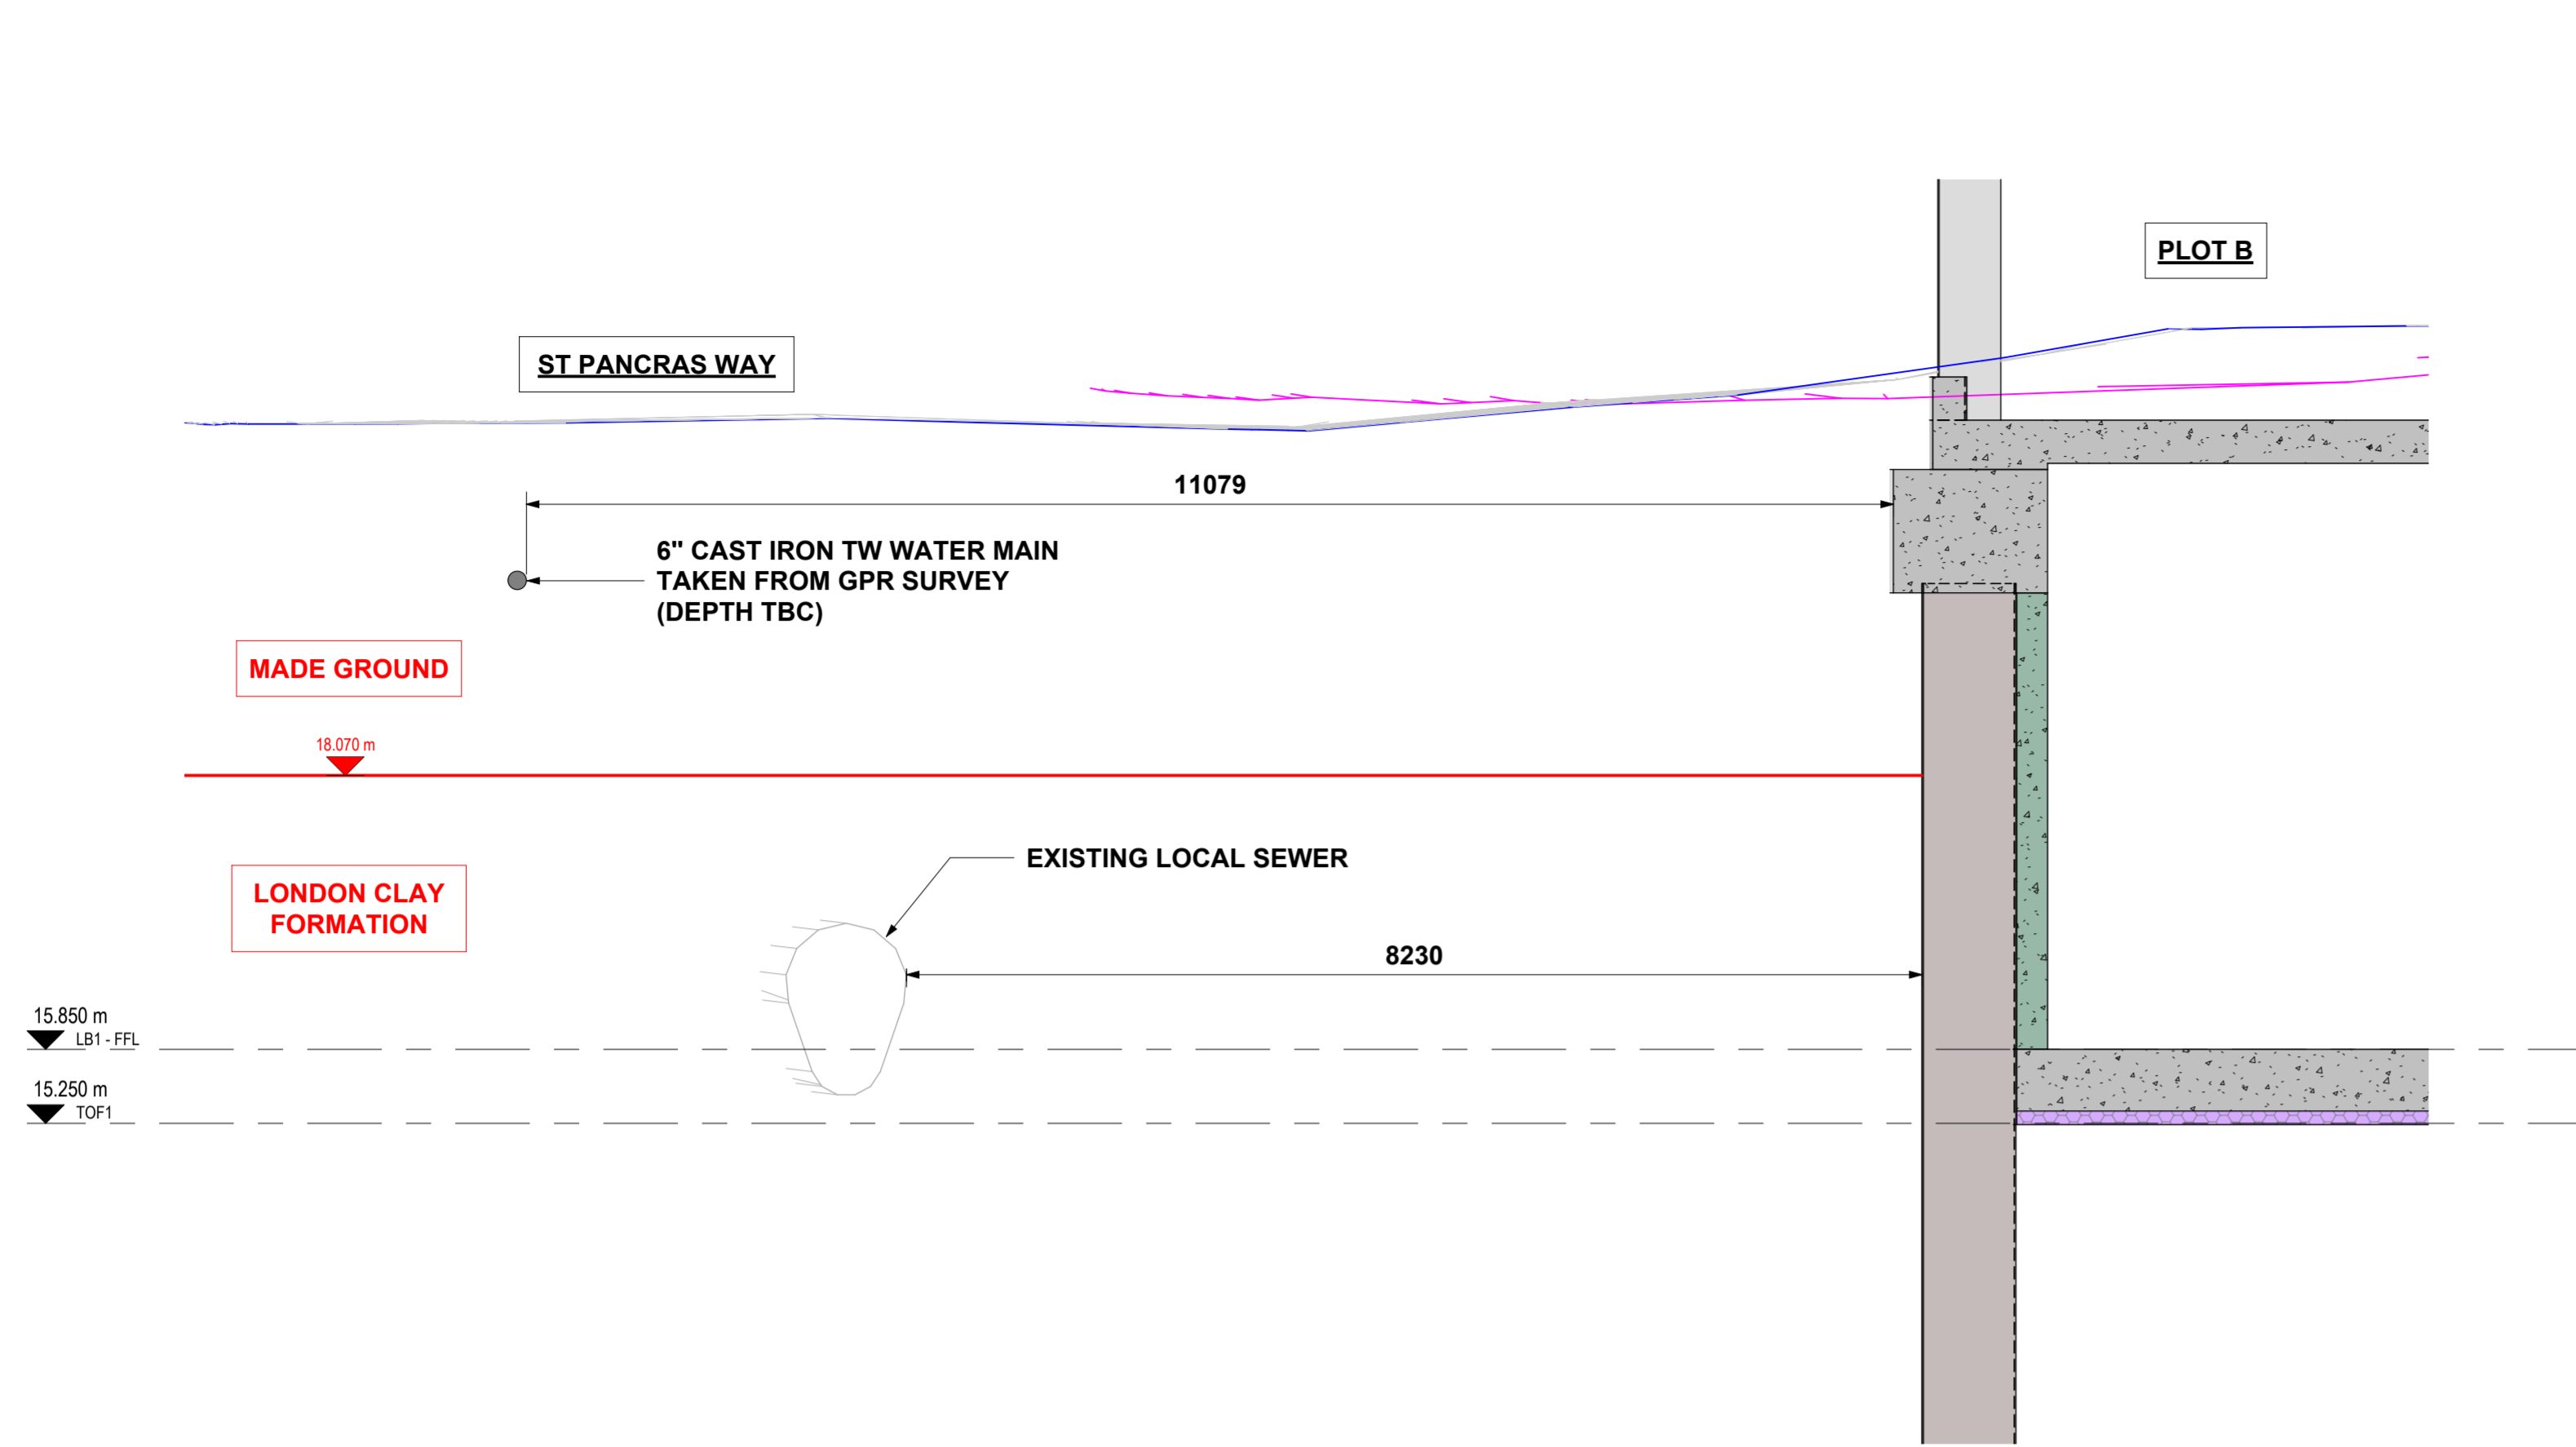 PLOT B
ST PANCRAS WAY
11079
6" CAST IRON TW WATER MAIN
TAKEN FROM GPR SURVEY
(DEPTH TBC)
MADE GROUND
18.070 m
EXISTING LOCAL SEWER
LONDON CLAY
FORMATION
8230
15.850 m
LB1 - FFL
15.250 m
TOF1